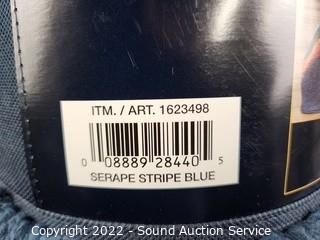 ITM. / ART. 1623498
0 08889 28440 5
SERAPE STRIPE BLUE
Copyright 2022 - Sound Auction Service